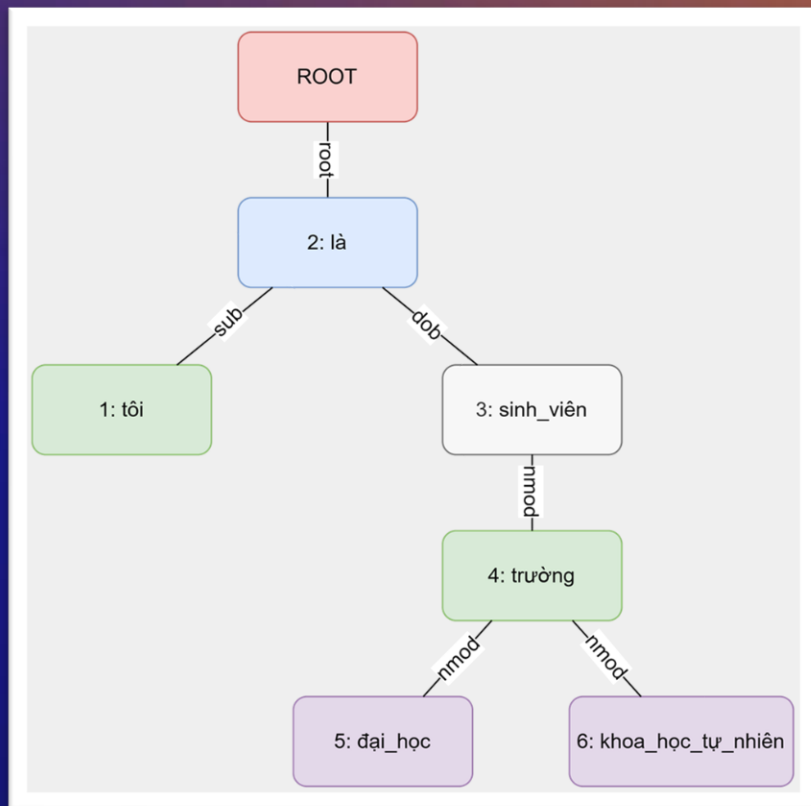 ROOT
root
2: là
sub
dob
1: tôi
3: sinh_viên
nmod
4: trường
nmod
nmod
5: đại_học
6: khoa_học_tự_nhiên